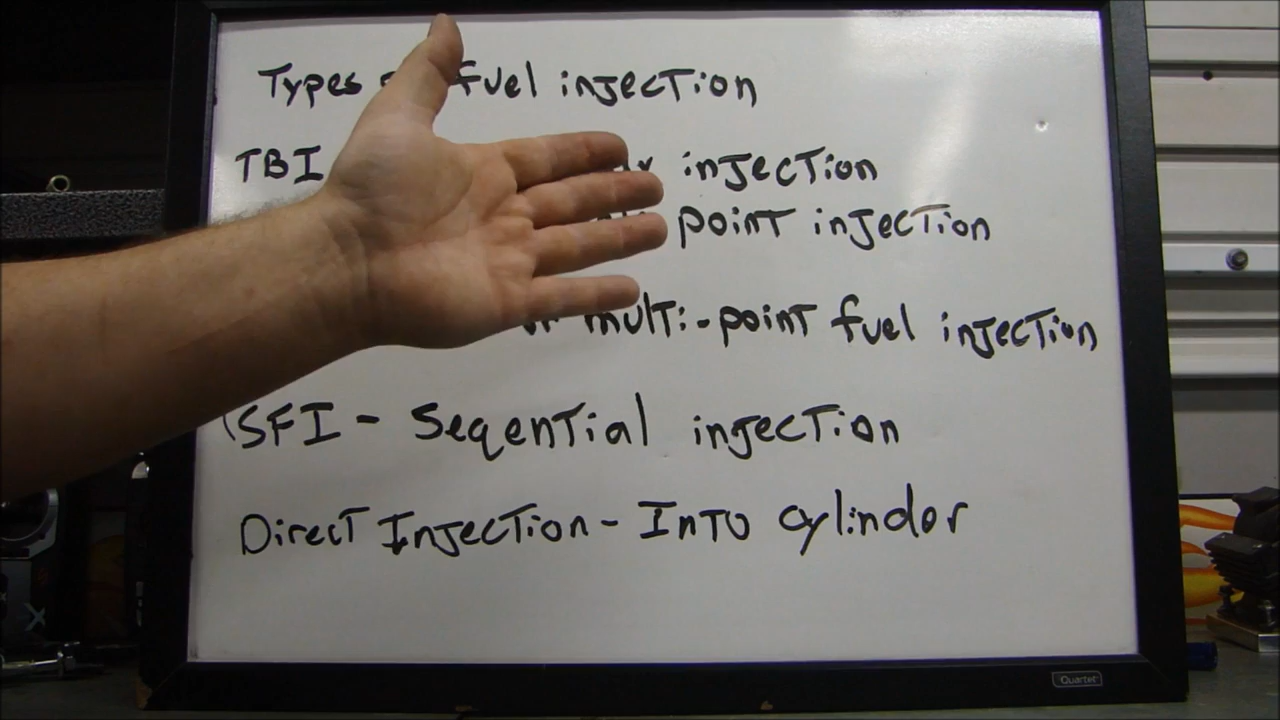 Types fuel injection
TBI injection
point injection
multi-point fuel injection
SFI - Seqential injection
Direct Injection - Into cylinder
Quartet